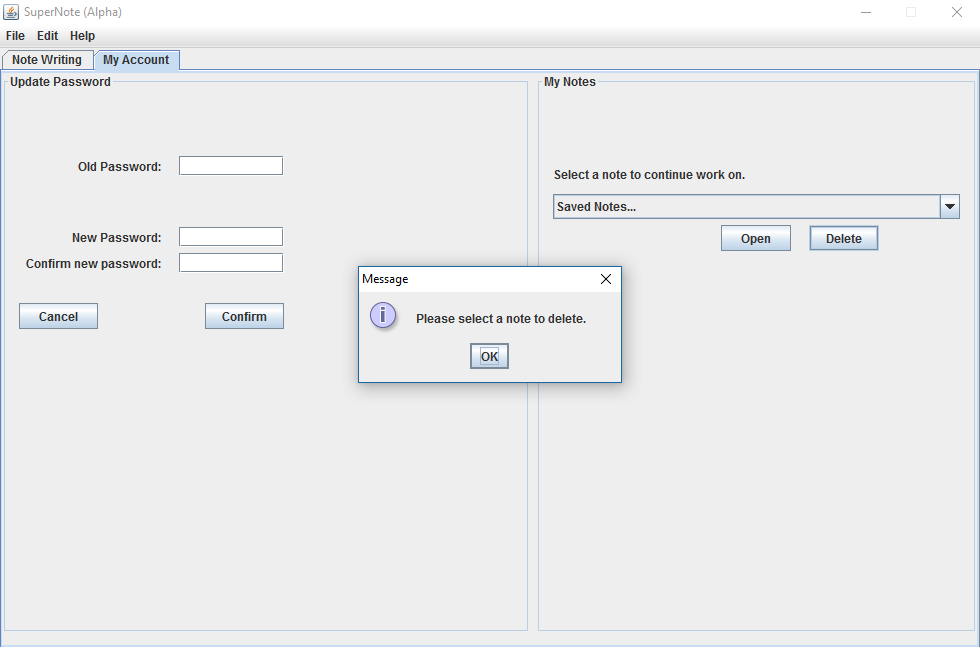 SuperNote (Alpha)
File Edit Help
Note Writing My Account
Update Password
Old Password:
New Password:
Confirm new password:
Cancel Confirm
My Notes
Select a note to continue work on.
Saved Notes...
Open Delete
Message
Please select a note to delete.
OK